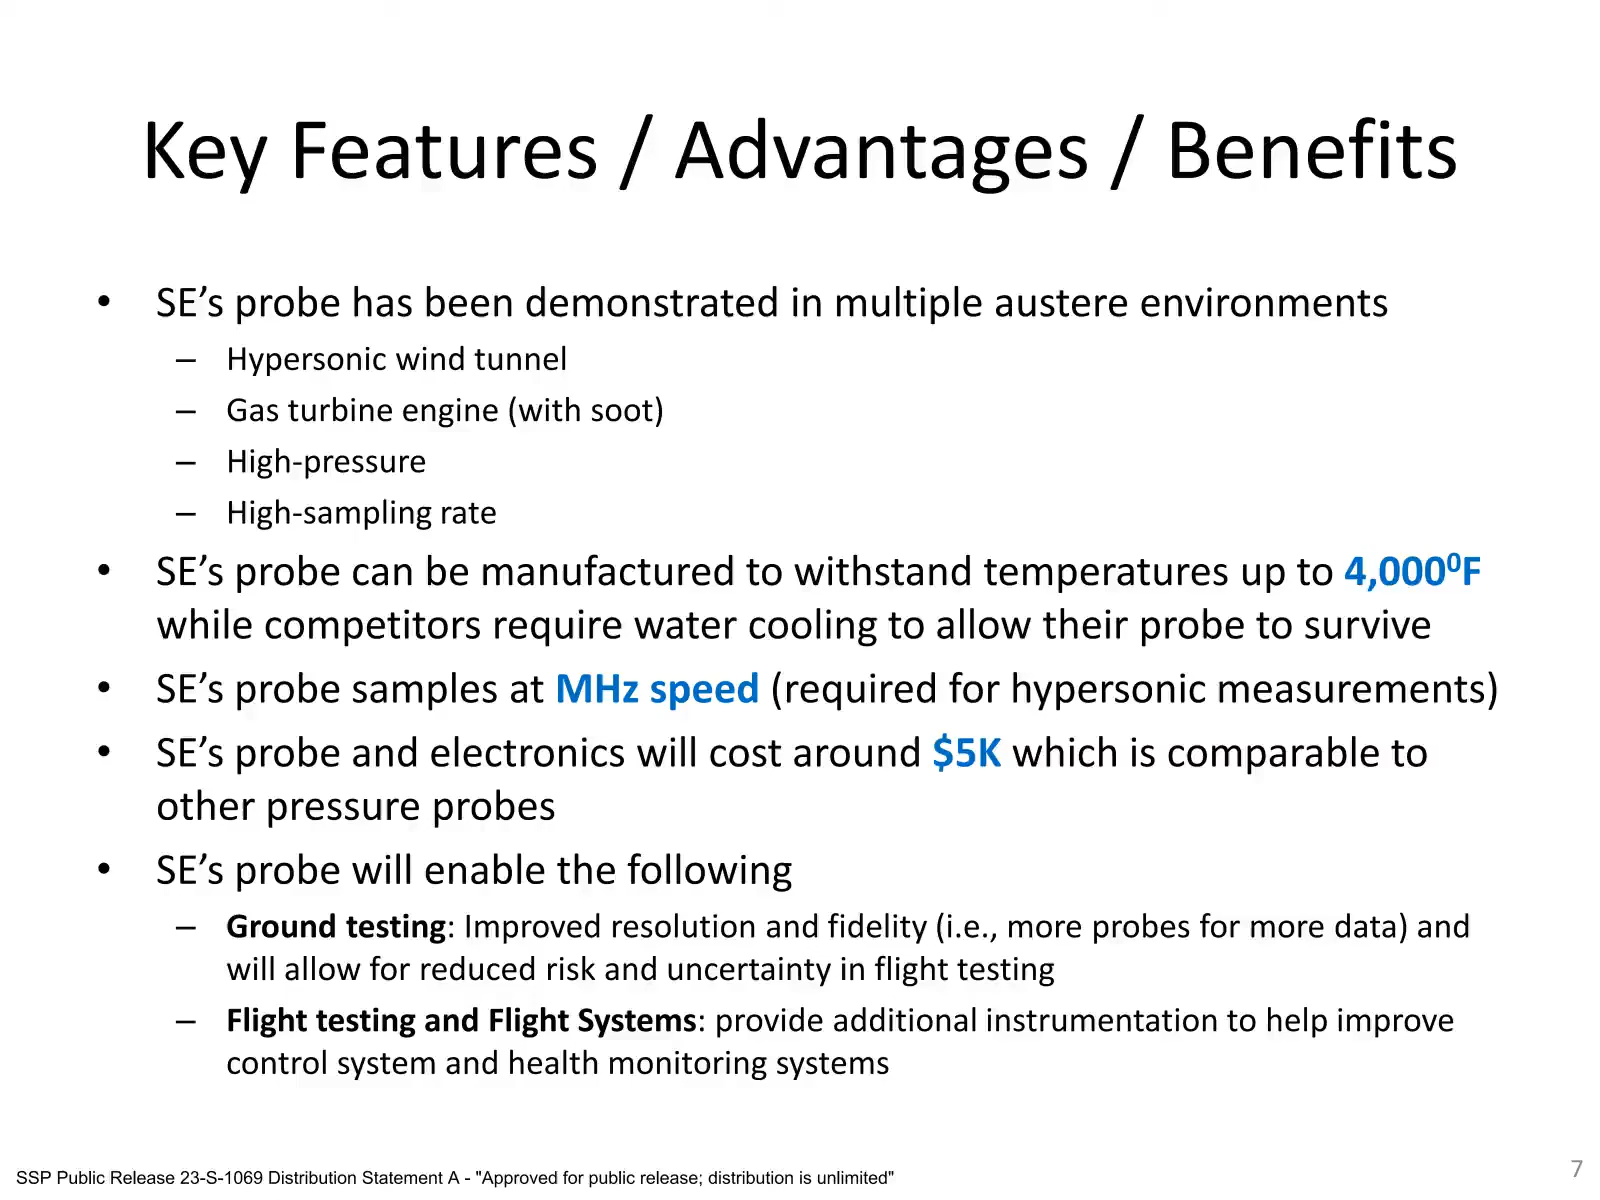 Key Features / Advantages / Benefits
• SE’s probe has been demonstrated in multiple austere environments
– Hypersonic wind tunnel
– Gas turbine engine (with soot)
– High-pressure
– High-sampling rate
• SE’s probe can be manufactured to withstand temperatures up to 4,000⁰F
while competitors require water cooling to allow their probe to survive
• SE’s probe samples at MHz speed (required for hypersonic measurements)
• SE’s probe and electronics will cost around $5K which is comparable to
other pressure probes
• SE’s probe will enable the following
– Ground testing: Improved resolution and fidelity (i.e., more probes for more data) and
will allow for reduced risk and uncertainty in flight testing
– Flight testing and Flight Systems: provide additional instrumentation to help improve
control system and health monitoring systems
SSP Public Release 23-S-1069 Distribution Statement A - "Approved for public release; distribution is unlimited"
7